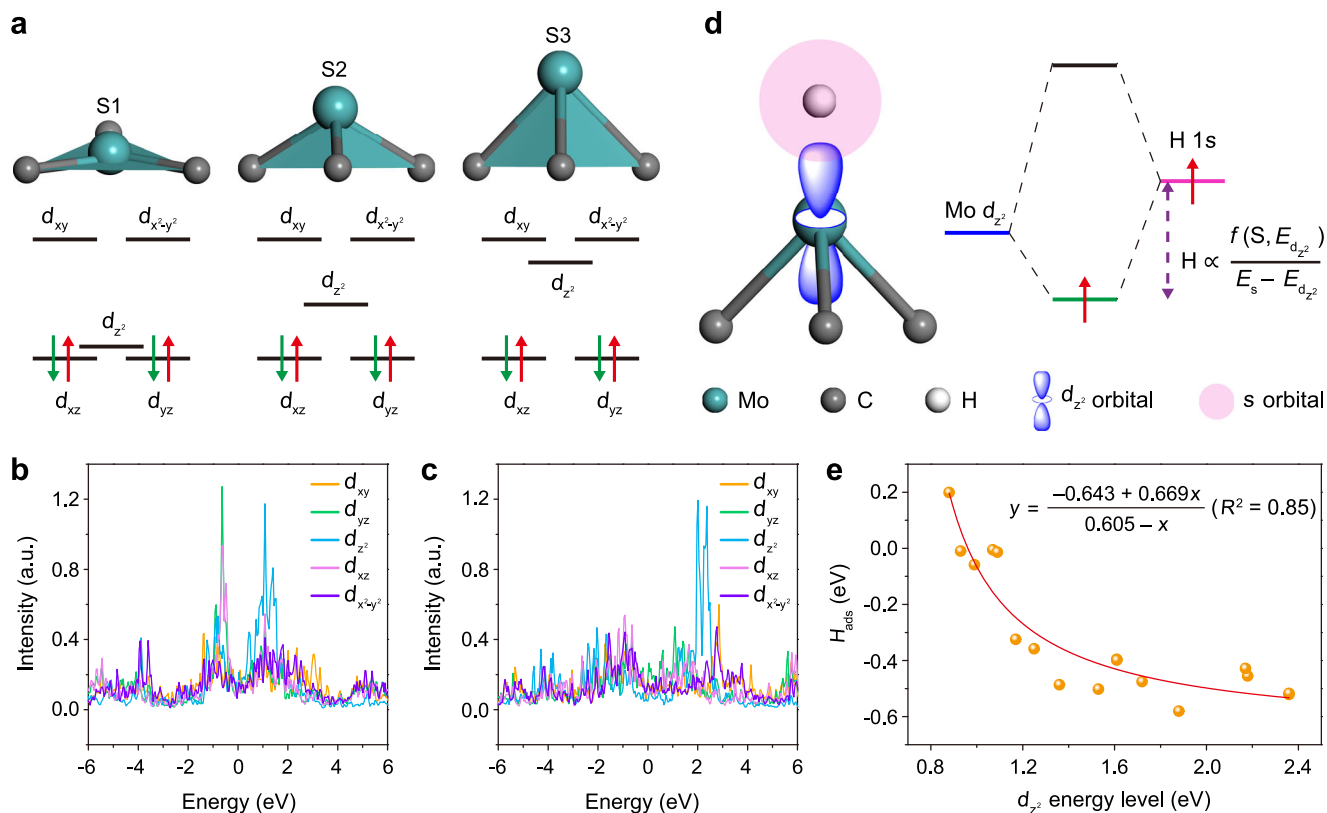 a
S1
S2
S3
d_xy d_x²-y²
d_xy d_x²-y²
d_xy d_x²-y²
d_z²
d_z²
d_z²
d_xz d_yz
d_xz d_yz
d_xz d_yz
d
H 1s
Mo d_z²
H ∝ f (S, E_d_z²) / E_s – E_d_z²
Mo
C
H
d_z² orbital
s orbital
b
Intensity (a.u.)
1.2
0.8
0.4
0.0
d_xy
d_yz
d_z²
d_xz
d_x²-y²
-6 -4 -2 0 2 4 6
Energy (eV)
c
Intensity (a.u.)
1.2
0.8
0.4
0.0
d_xy
d_yz
d_z²
d_xz
d_x²-y²
-6 -4 -2 0 2 4 6
Energy (eV)
e
H_ads (eV)
0.2
0.0
-0.2
-0.4
-0.6
y = –0.643 + 0.669x / 0.605 – x (R² = 0.85)
0.8 1.2 1.6 2.0 2.4
d_z² energy level (eV)